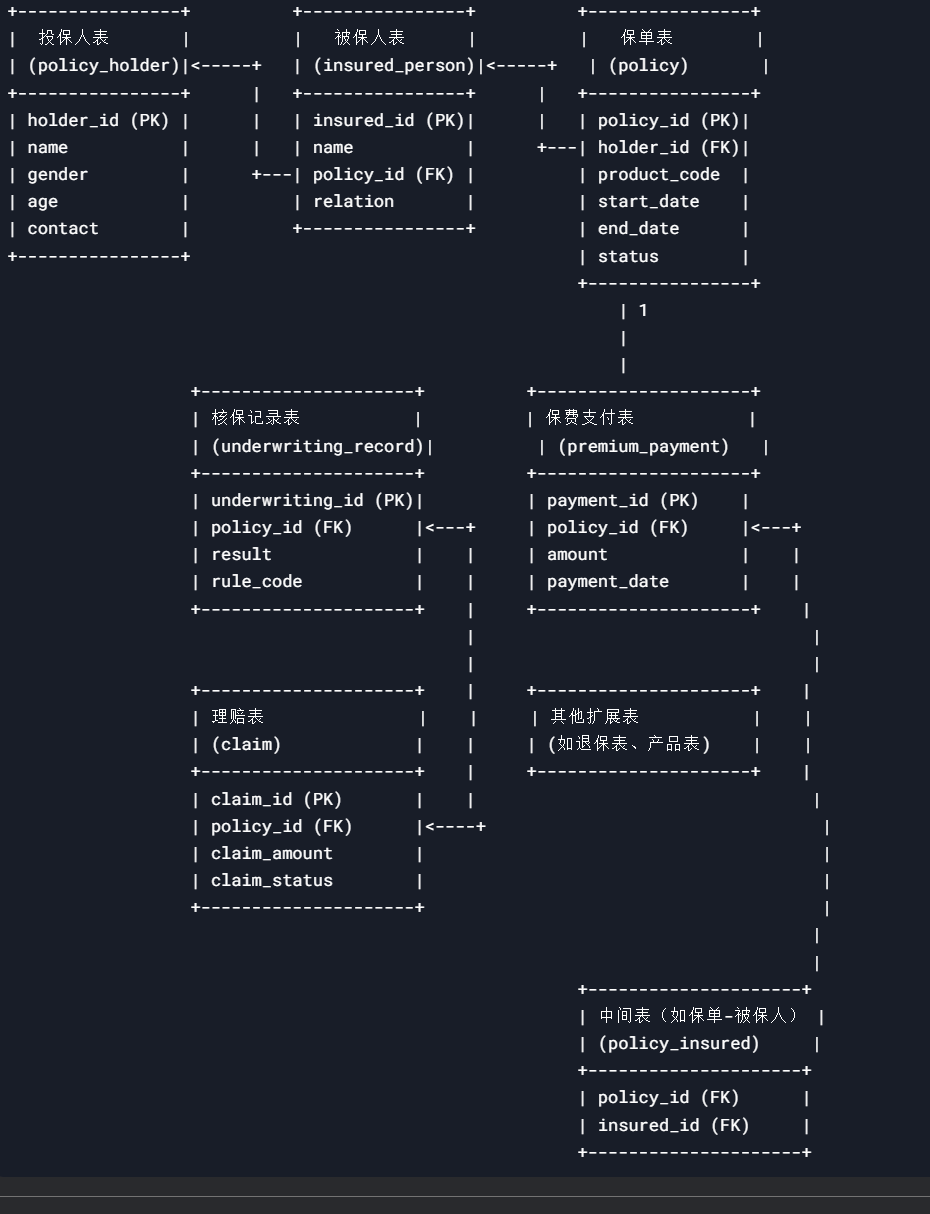 投保人表 被保人表 保单表
(policy_holder) (insured_person) (policy)
holder_id (PK) insured_id (PK) policy_id (PK)
name name holder_id (FK)
gender policy_id (FK) product_code
age relation start_date
contact end_date
status
1
核保记录表 保费支付表
(underwriting_record) (premium_payment)
underwriting_id (PK) payment_id (PK)
policy_id (FK) policy_id (FK)
result amount
rule_code payment_date
理赔表 其他扩展表
(claim) (如退保表、产品表)
claim_id (PK)
policy_id (FK)
claim_amount
claim_status
中间表（如保单-被保人）
(policy_insured)
policy_id (FK)
insured_id (FK)